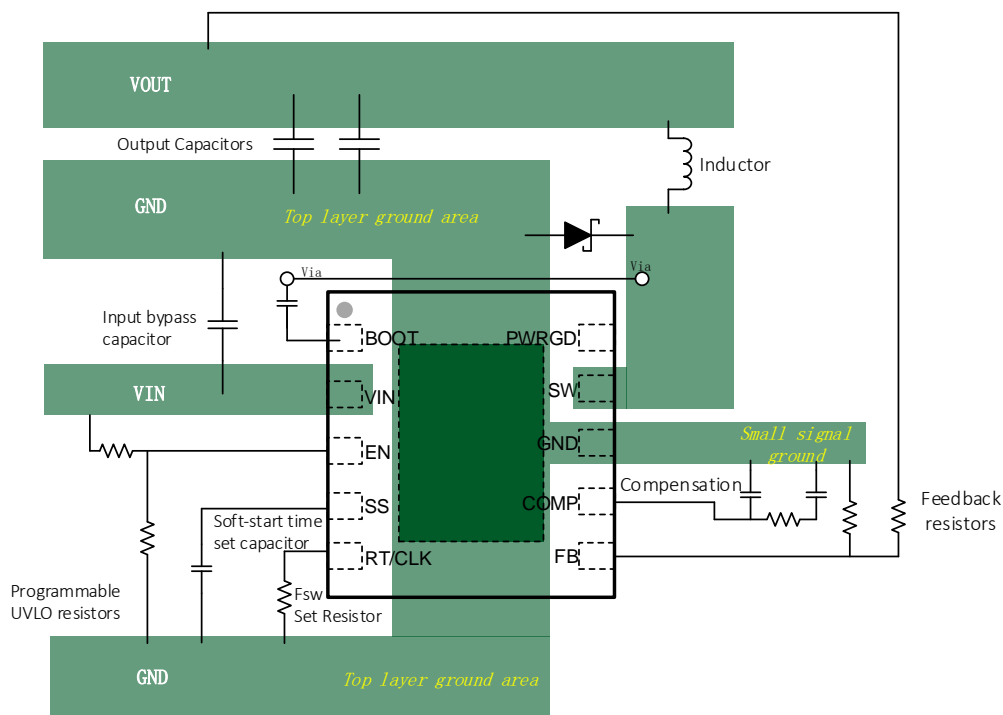 VOUT
Output Capacitors
Inductor
GND
Top layer ground area
Via
Via
Input bypass
capacitor
BOOT
PWRGD
VIN
VIN
SW
EN
GND
Small signal
ground
Compensation
SS
COMP
Soft-start time
set capacitor
Feedback
resistors
RT/CLK
FB
Programmable
UVLO resistors
Fsw
Set Resistor
GND
Top layer ground area